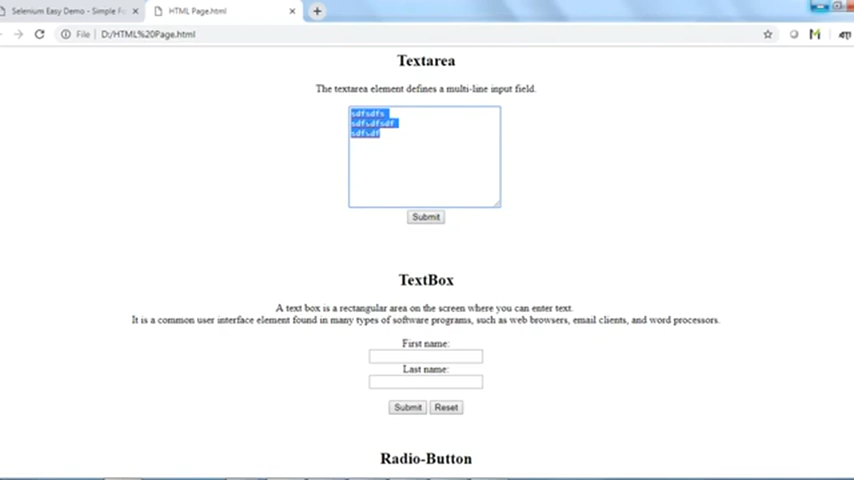 Selenium Easy Demo - Simple Fo
HTML Page.html
File | D:/HTML%20Page.html
Textarea
The textarea element defines a multi-line input field.
sdfsdfs
sdfsdfsdf
sdfsdf
Submit
TextBox
A text box is a rectangular area on the screen where you can enter text.
It is a common user interface element found in many types of software programs, such as web browsers, email clients, and word processors.
First name:
Last name:
Submit Reset
Radio-Button